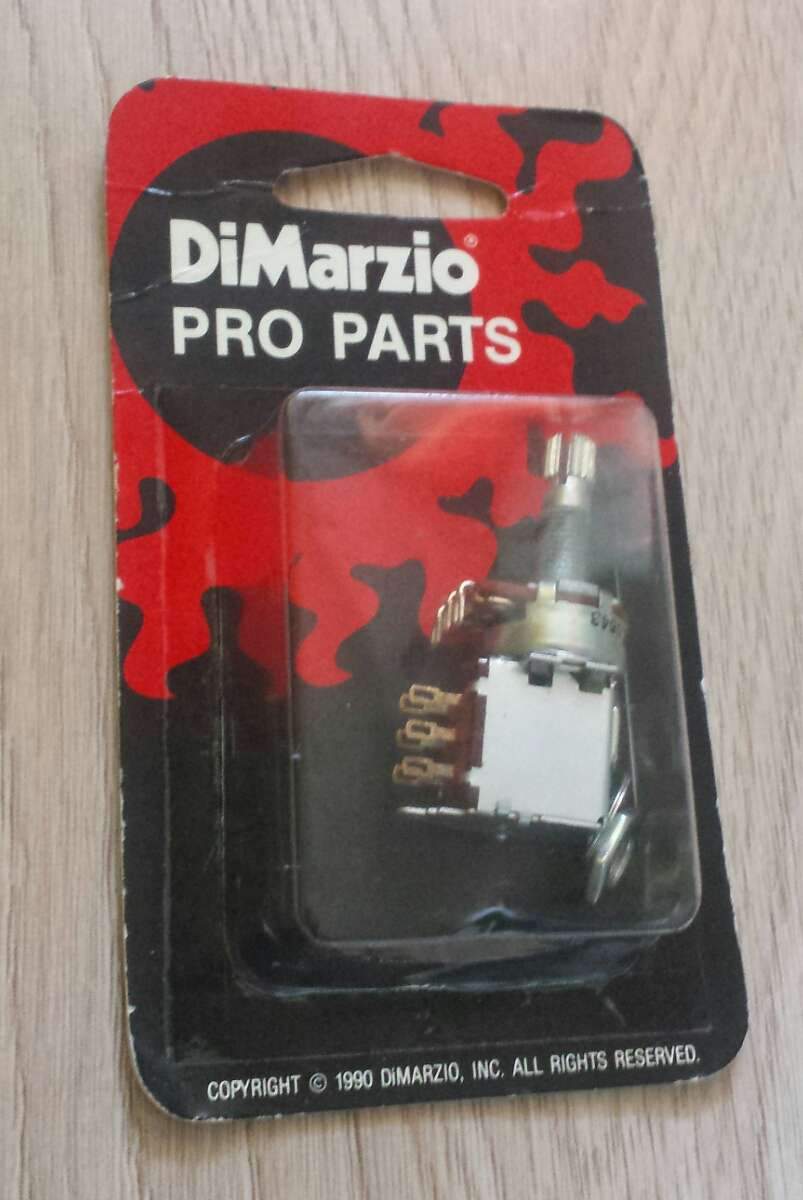 DiMarzio®
PRO PARTS
COPYRIGHT © 1990 DiMARZIO, INC. ALL RIGHTS RESERVED.